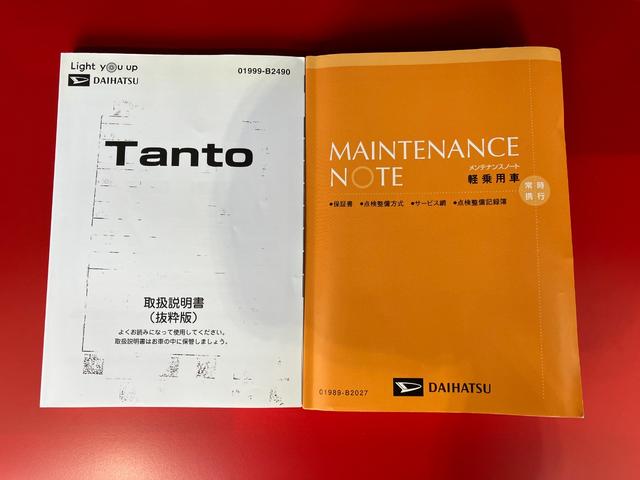 Light you up
DAIHATSU
01999-B2490
Tanto
取扱説明書
(抜粋版)
よくお読みになって使用してください。
取扱説明書はお車の中に保管しましょう。
MAINTENANCE
NOTE
メンテナンスノート
軽乗用車
常時
携行
●保証書 ●点検整備方式 ●サービス網 ●点検整備記録簿
01989-B2027
DAIHATSU